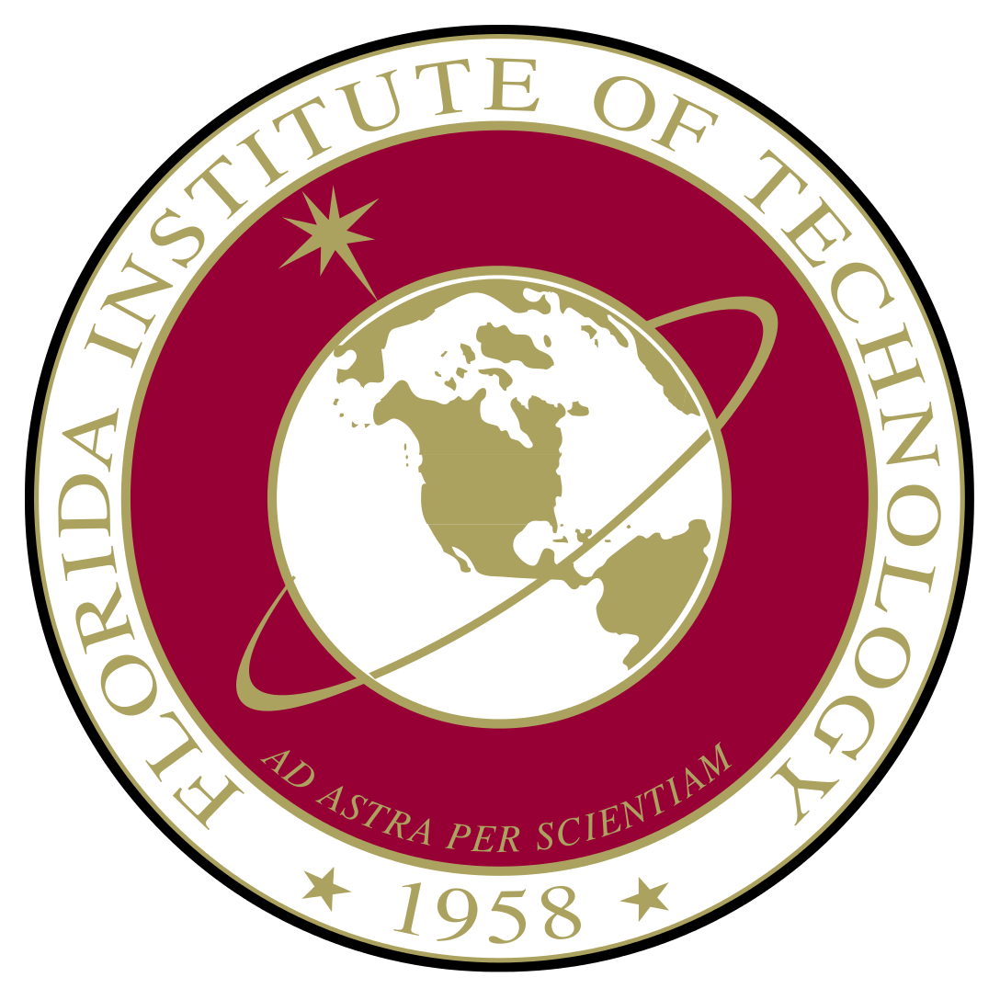 FLORIDA INSTITUTE OF TECHNOLOGY
AD ASTRA PER SCIENTIAM
1958